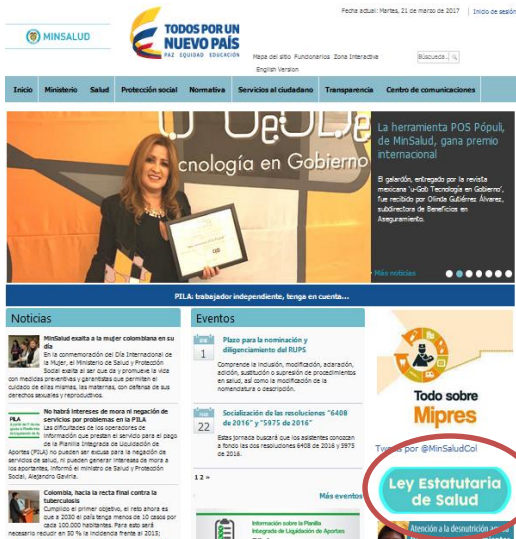 Fecha actual: Martes, 21 de marzo de 2017
Inicio de sesión
MINSALUD
TODOS POR UN
NUEVO PAÍS
PAZ EQUIDAD EDUCACIÓN
Mapa del sitio Funcionarios Zona Interactiva
Búsqueda...
English Version
Inicio Ministerio Salud Protección social Normativa Servicios al ciudadano Transparencia Centro de comunicaciones
cnología en Gobierno
La herramienta POS Pópuli,
de MinSalud, gana premio
internacional
El galardón, entregado por la revista
mexicana 'u-Gob Tecnología en Gobierno',
fue recibido por Olinda Gutiérrez Álvarez,
subdirectora de Beneficios en
Aseguramiento.
Más noticias
PILA: trabajador independiente, tenga en cuenta...
Noticias
MinSalud exalta a la mujer colombiana en su
día
En la conmemoración del Día Internacional de
la Mujer, el Ministerio de Salud y Protección
Social exalta al ser que da y promueve la vida
con medidas preventivas y garantistas que permiten el
cuidado de ellas mismas, las maternas, con defensa de sus
derechos sexuales y reproductivos.
PILA
No habrá intereses de mora ni negación de
servicios por problemas en la PILA
Las dificultades de los operadores de
información que prestan el servicio para el pago
de la Planilla Integrada de Liquidación de
Aportes (PILA) no pueden ser excusa para la negación de
servicios de salud, ni pueden generar intereses de mora a
los aportantes, informó el ministro de Salud y Protección
Social, Alejandro Gaviria.
Colombia, hacia la recta final contra la
tuberculosis
Cumplido el primer objetivo, el reto ahora es
que a 2030 el país tenga menos de 10 casos por
cada 100.000 habitantes. Para esto será
necesario reducir en 50 % la incidencia frente al 2015;
Eventos
1
Plazo para la nominación y
diligenciamiento del RUPS
Comprende la inclusión, modificación, aclaración,
adición, sustitución o supresión de procedimientos
en salud, así como la modificación de la
nomenclatura o descripción.
22
Socialización de las resoluciones "6408
de 2016" y "5975 de 2016"
Esta jornada buscará que los asistentes conozcan
a fondo las dos resoluciones 6408 de 2016 y 5975
de 2016.
1 2 »
Más eventos
Información sobre la Planilla
Integrada de Liquidación de Aportes
Todo sobre
Mipres
Tweets por @MinSaludCol
Ley Estatutaria
de Salud
Atención a la desnutrición